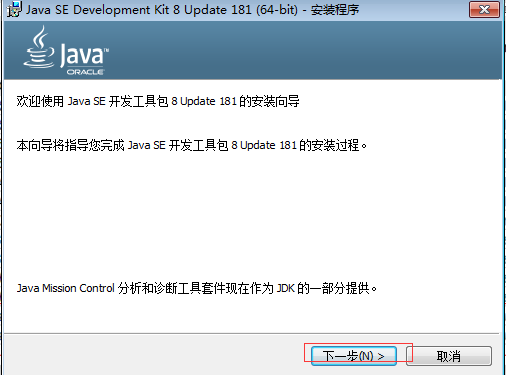 Java SE Development Kit 8 Update 181 (64-bit) - 安装程序
Java™
ORACLE
欢迎使用 Java SE 开发工具包 8 Update 181 的安装向导
本向导将指导您完成 Java SE 开发工具包 8 Update 181 的安装过程。
Java Mission Control 分析和诊断工具套件现在作为 JDK 的一部分提供。
下一步(N) >
取消